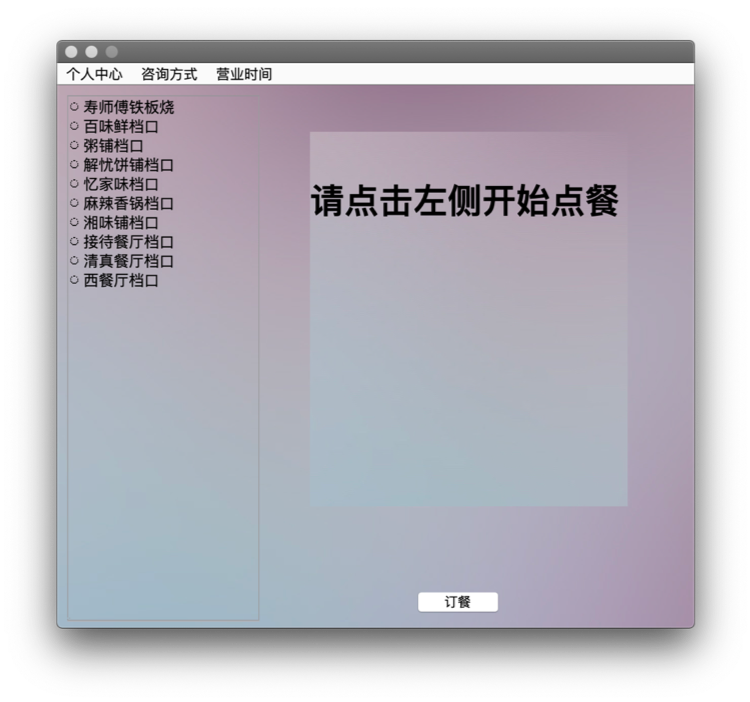 个人中心 咨询方式 营业时间
寿师傅铁板烧
百味鲜档口
粥铺档口
解忧饼铺档口
忆家味档口
麻辣香锅档口
湘味铺档口
接待餐厅档口
清真餐厅档口
西餐厅档口
请点击左侧开始点餐
订餐